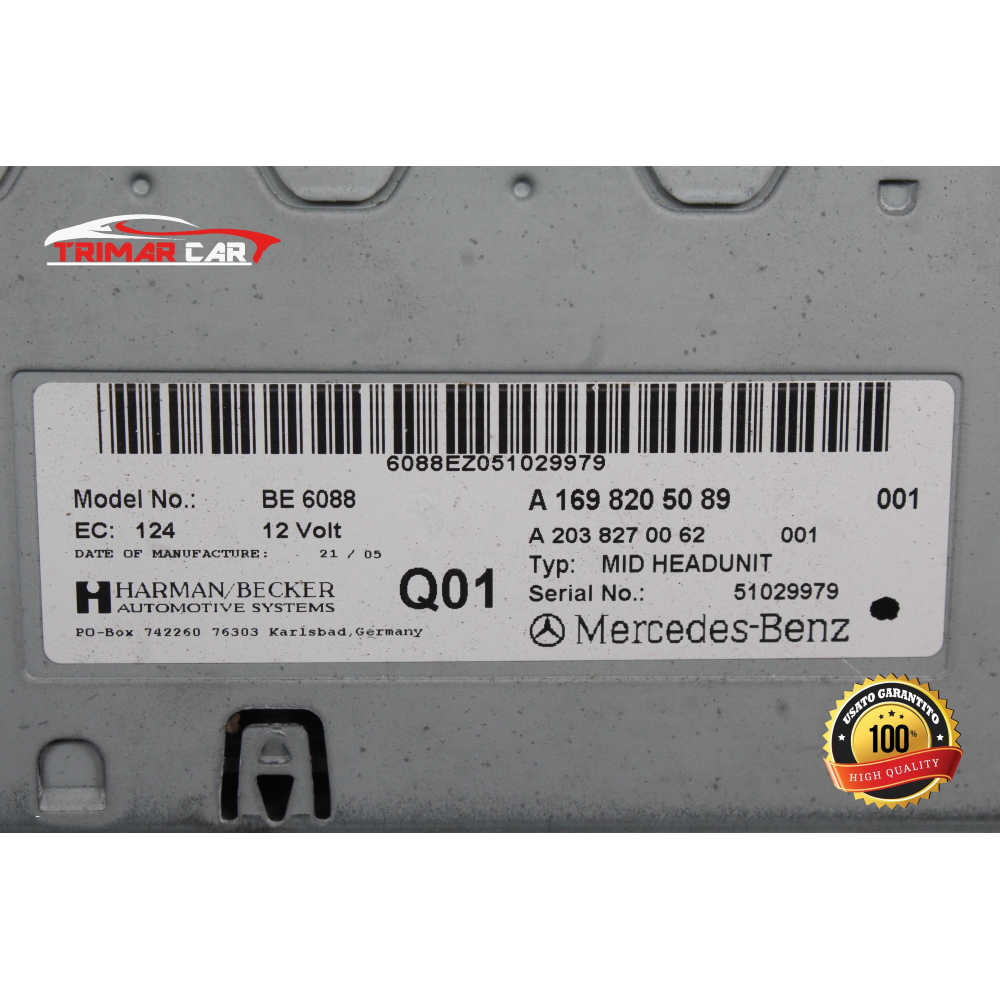 TRIMAR CAR
6088EZ051029979
Model No.: BE 6088
EC: 124 12 Volt
DATE OF MANUFACTURE: 21 / 05
HARMAN/BECKER
AUTOMOTIVE SYSTEMS
PO-Box 742260 76303 Karlsbad,Germany
Q01
A 169 820 50 89 001
A 203 827 00 62 001
Typ: MID HEADUNIT
Serial No.: 51029979
Mercedes-Benz
USATO GARANTITO
100%
HIGH QUALITY